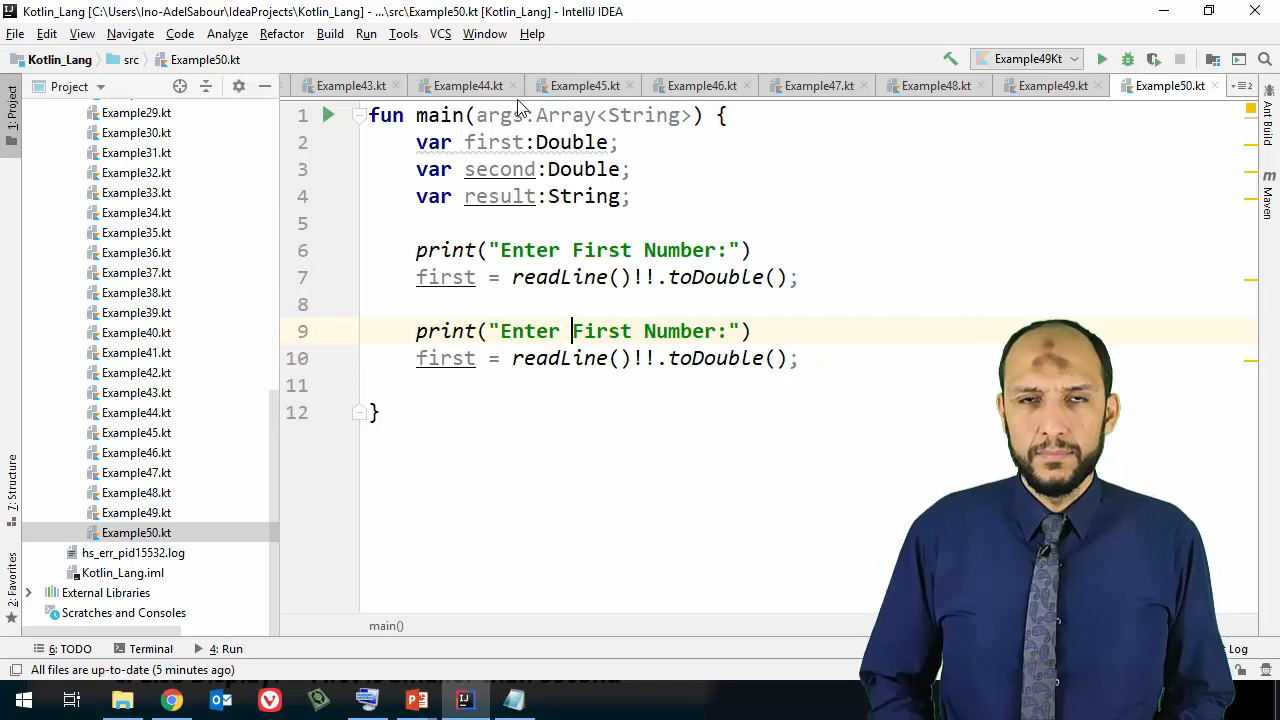 Kotlin_Lang [C:\Users\Ino-AdelSabour\IdeaProjects\Kotlin_Lang] - ...\src\Example50.kt [Kotlin_Lang] - IntelliJ IDEA
File Edit View Navigate Code Analyze Refactor Build Run Tools VCS Window Help
Kotlin_Lang src Example50.kt Example49Kt
Project Example43.kt Example44.kt Example45.kt Example46.kt Example47.kt Example48.kt Example49.kt Example50.kt
1: Project
7: Structure
2: Favorites
Ant Build
Maven
Example29.kt
Example30.kt
Example31.kt
Example32.kt
Example33.kt
Example34.kt
Example35.kt
Example36.kt
Example37.kt
Example38.kt
Example39.kt
Example40.kt
Example41.kt
Example42.kt
Example43.kt
Example44.kt
Example45.kt
Example46.kt
Example47.kt
Example48.kt
Example49.kt
Example50.kt
hs_err_pid15532.log
Kotlin_Lang.iml
External Libraries
Scratches and Consoles
1 fun main(args:Array<String>) {
2 var first:Double;
3 var second:Double;
4 var result:String;
5
6 print("Enter First Number:")
7 first = readLine()!!.toDouble();
8
9 print("Enter First Number:")
10 first = readLine()!!.toDouble();
11
12 }
main()
6: TODO Terminal 4: Run Log
All files are up-to-date (5 minutes ago)